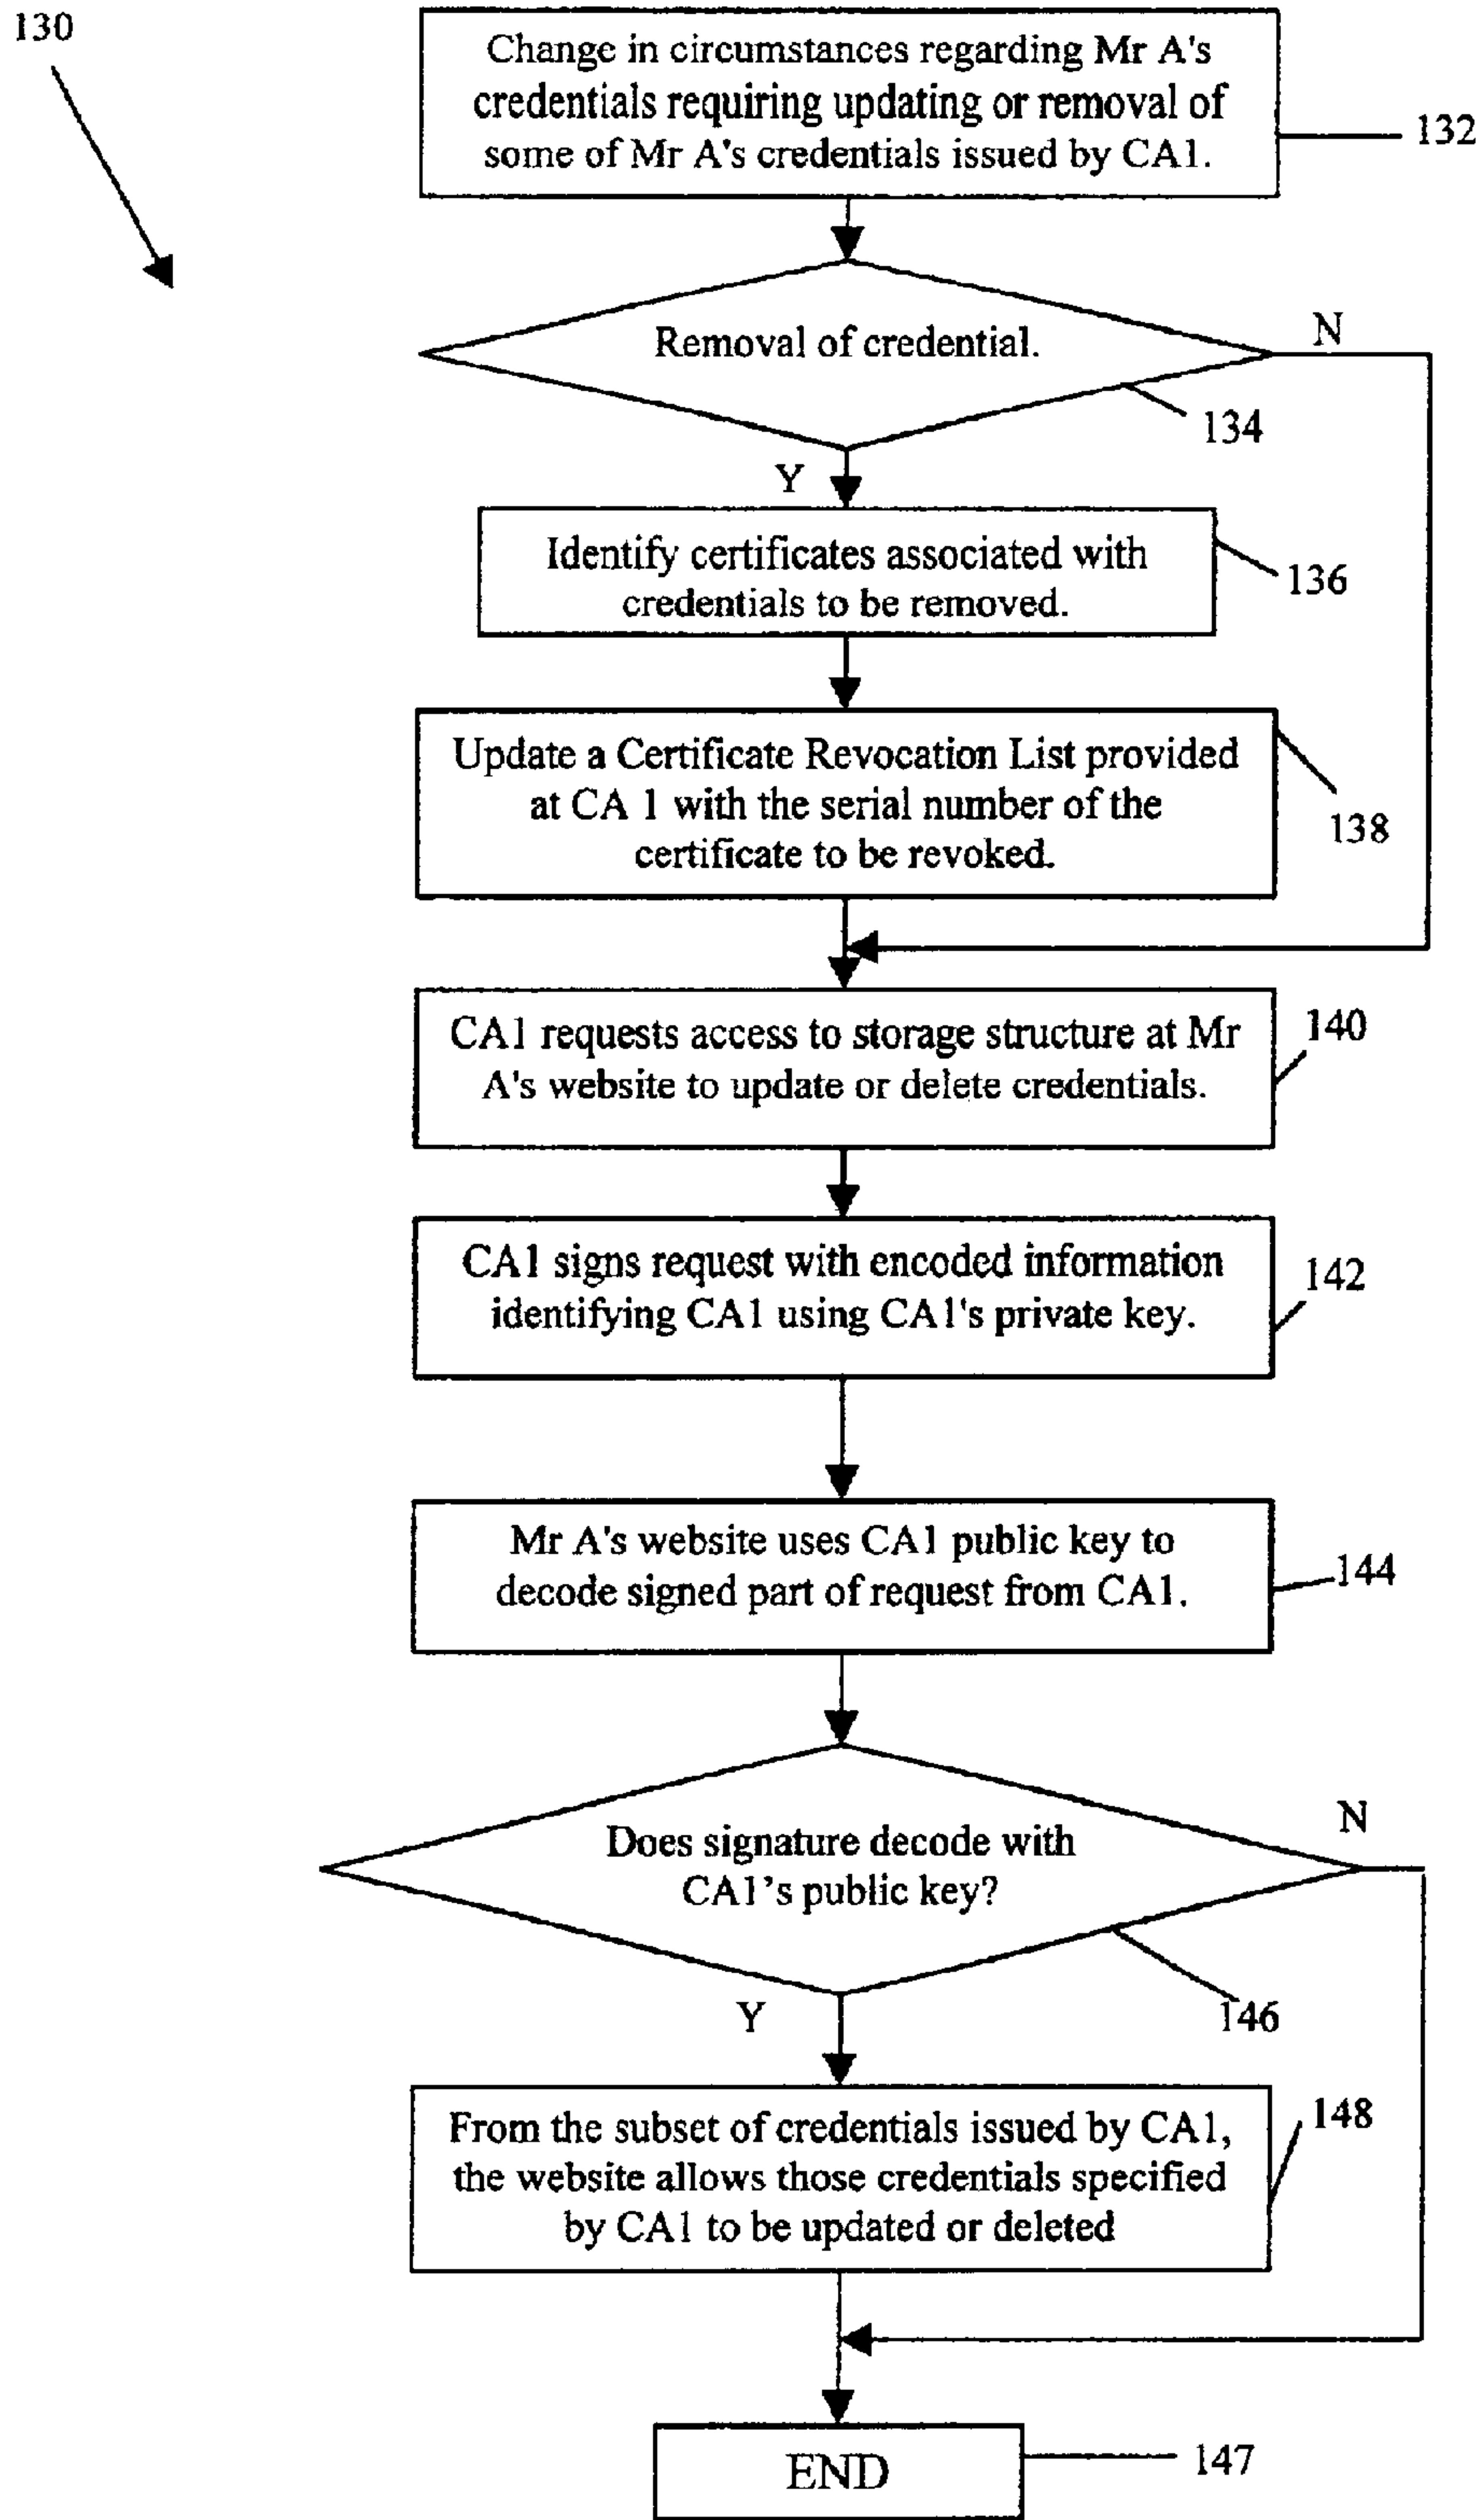 130
Change in circumstances regarding Mr A's
credentials requiring updating or removal of
some of Mr A's credentials issued by CA1.
132
Removal of credential.
N
134
Y
Identify certificates associated with
credentials to be removed.
136
Update a Certificate Revocation List provided
at CA 1 with the serial number of the
certificate to be revoked.
138
CA1 requests access to storage structure at Mr
A's website to update or delete credentials.
140
CA1 signs request with encoded information
identifying CA1 using CA1's private key.
142
Mr A's website uses CA1 public key to
decode signed part of request from CA1.
144
Does signature decode with
CA1's public key?
N
146
Y
From the subset of credentials issued by CA1,
the website allows those credentials specified
by CA1 to be updated or deleted
148
END
147